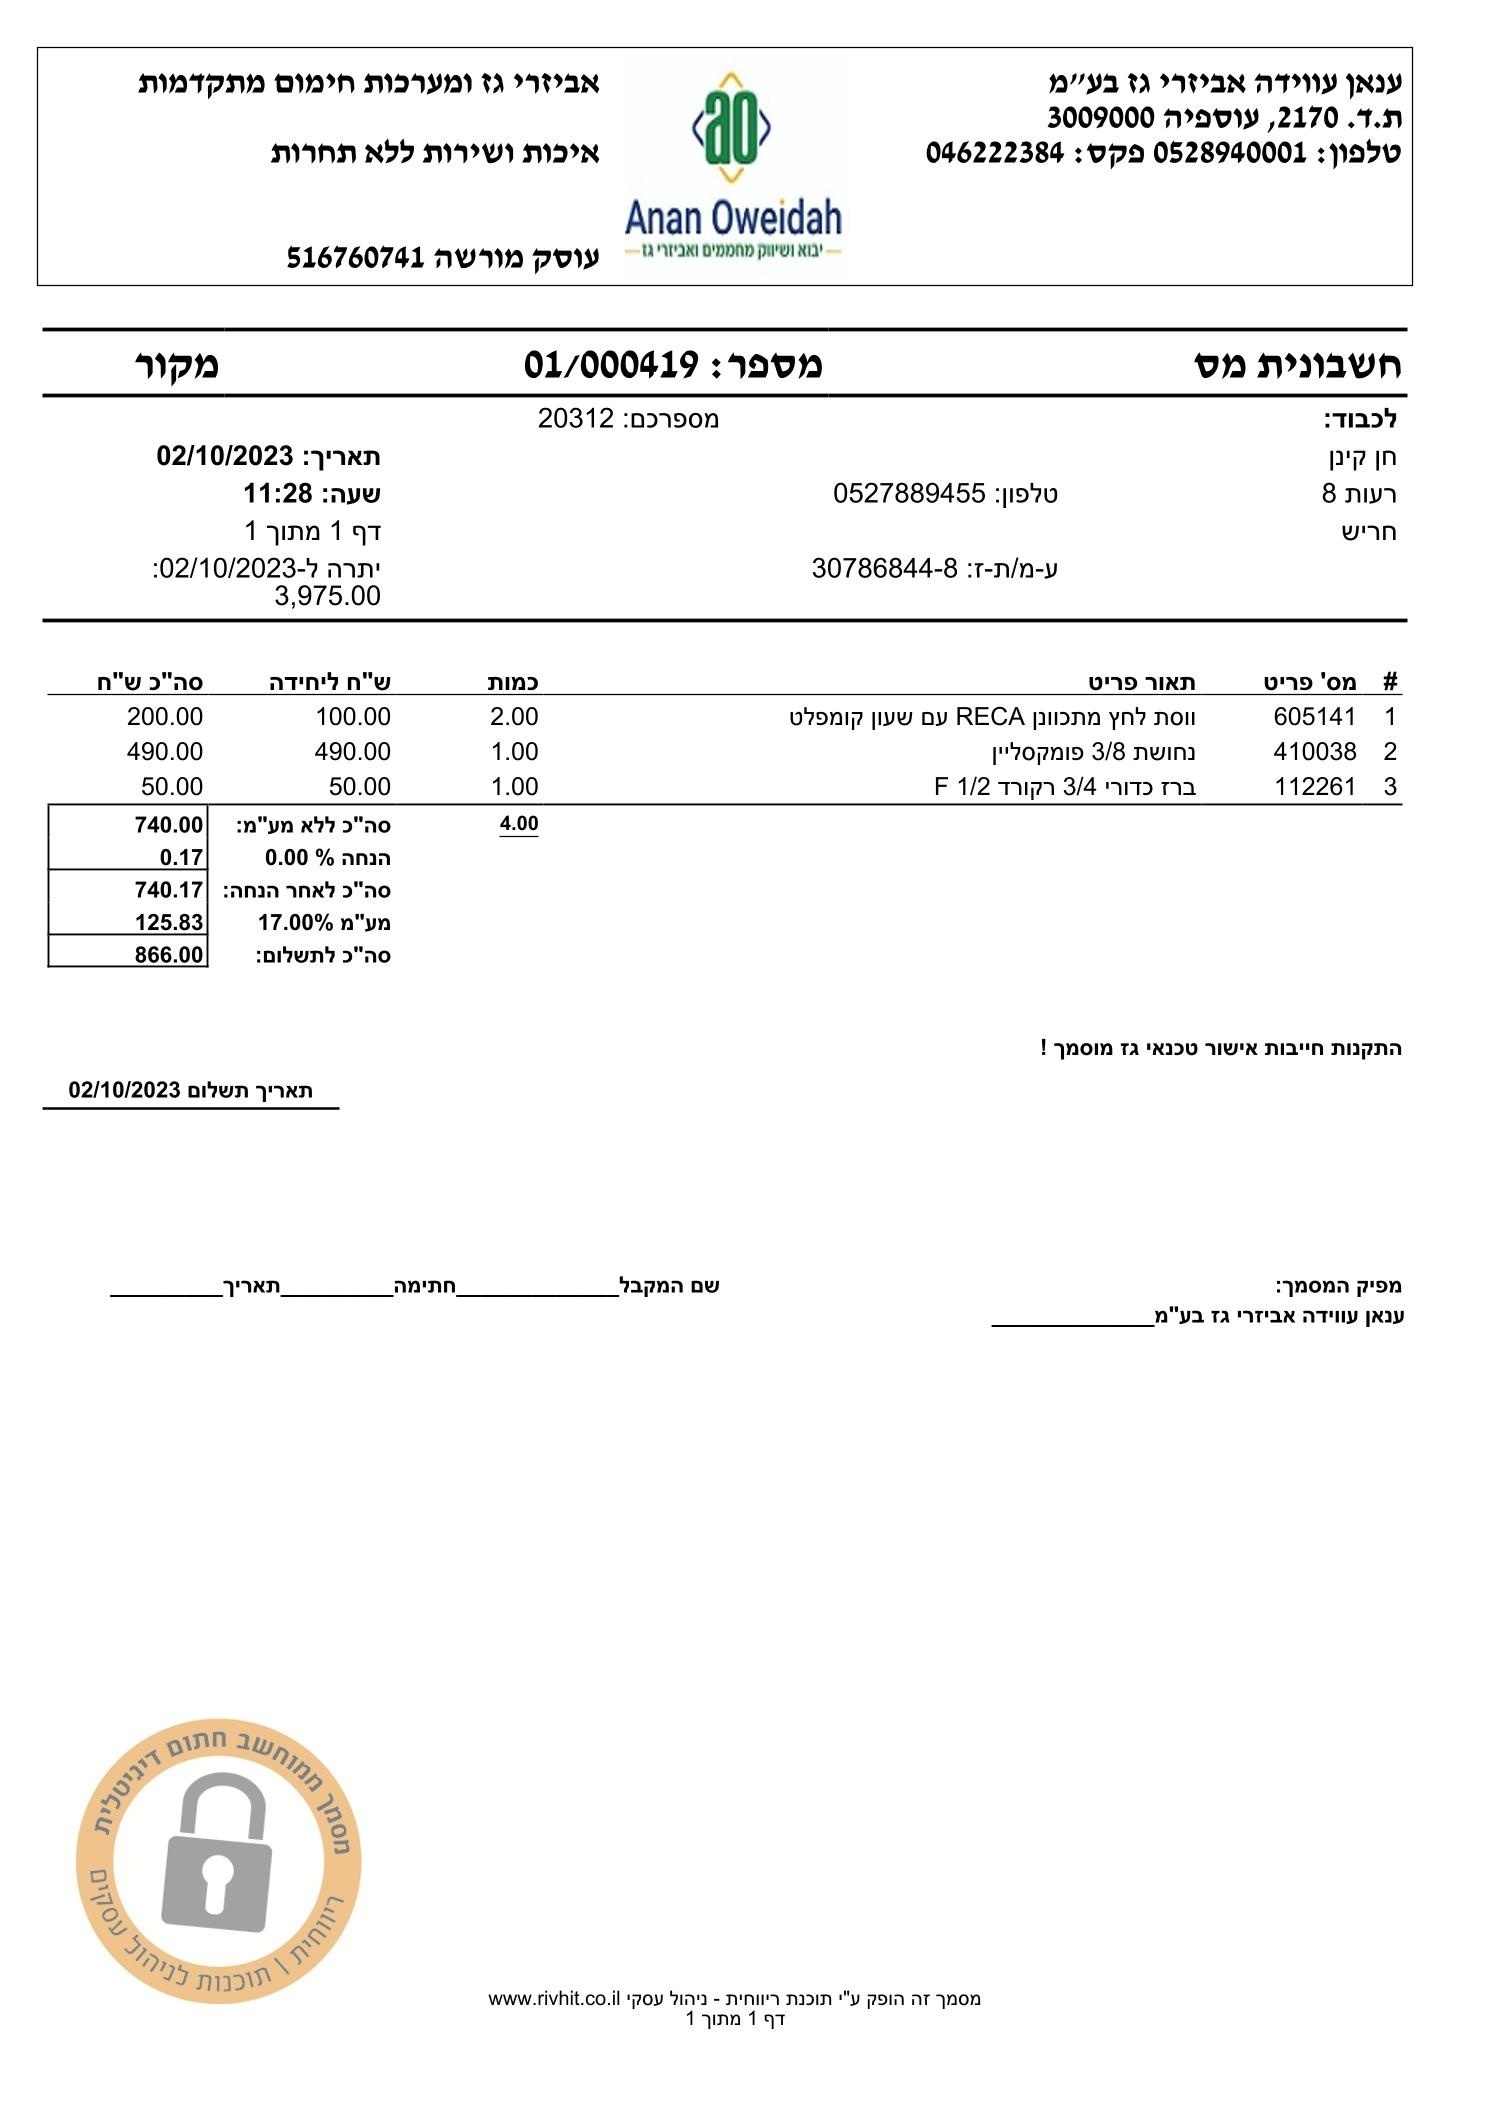 ענאן עווידה אביזרי גז בע"מ
ת.ד. 2170, עוספיה 3009000
טלפון: 0528940001 פקס: 046222384
Anan Oweidah
יבוא ושיווק מחממים ואביזרי גז
אביזרי גז ומערכות חימום מתקדמות
איכות ושירות ללא תחרות
עוסק מורשה 516760741
חשבונית מס מספר: 01/000419 מקור
לכבוד: מספרכם: 20312
חן קינן תאריך: 02/10/2023
רעות 8 טלפון: 0527889455 שעה: 11:28
חריש דף 1 מתוך 1
ע-מ/ת-ז: 30786844-8 יתרה ל-02/10/2023:
3,975.00
# מס' פריט תאור פריט כמות ש"ח ליחידה סה"כ ש"ח
1 605141 ווסת לחץ מתכוונן RECA עם שעון קומפלט 2.00 100.00 200.00
2 410038 נחושת 3/8 פומקסליין 1.00 490.00 490.00
3 112261 ברז כדורי 3/4 רקורד 1/2 F 1.00 50.00 50.00
4.00 סה"כ ללא מע"מ: 740.00
הנחה % 0.00 0.17
סה"כ לאחר הנחה: 740.17
מע"מ 17.00% 125.83
סה"כ לתשלום: 866.00
התקנות חייבות אישור טכנאי גז מוסמך !
תאריך תשלום 02/10/2023
מפיק המסמך: שם המקבל_____________חתימה_________תאריך_________
ענאן עווידה אביזרי גז בע"מ_____________
מסמך ממוחשב חתום דיגיטלית
ריווחית | תוכנות לניהול עסקים
מסמך זה הופק ע"י תוכנת ריווחית - ניהול עסקי www.rivhit.co.il
דף 1 מתוך 1